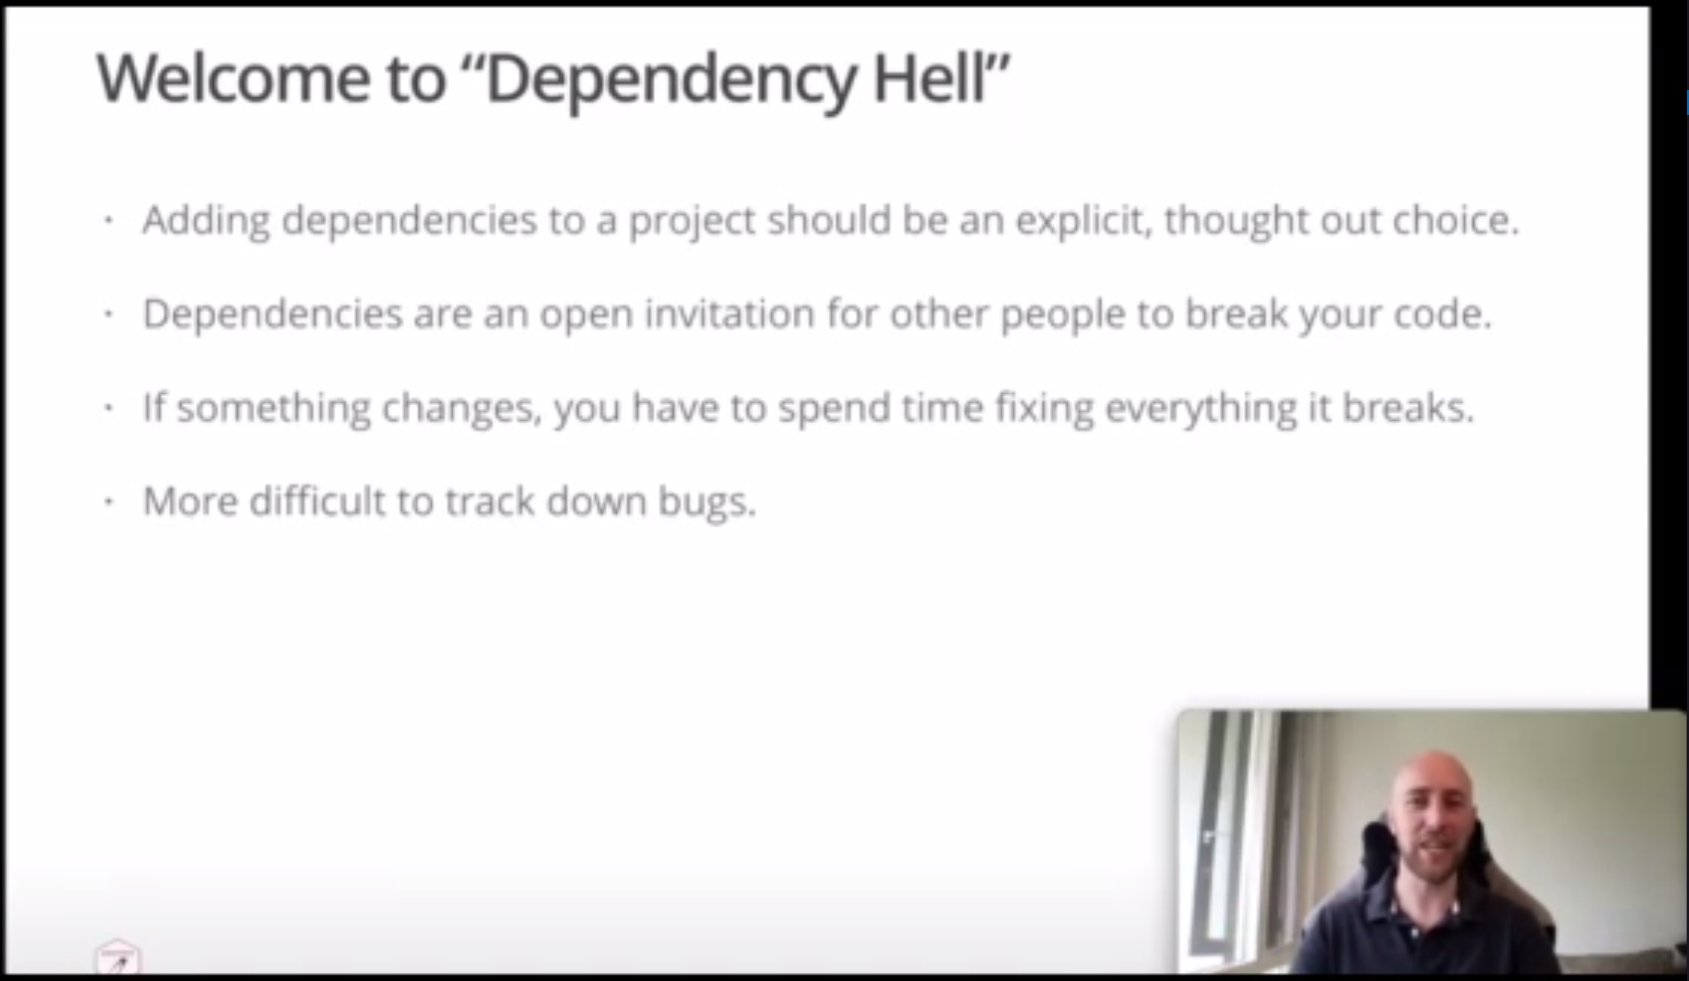 Welcome to “Dependency Hell”
· Adding dependencies to a project should be an explicit, thought out choice.
· Dependencies are an open invitation for other people to break your code.
· If something changes, you have to spend time fixing everything it breaks.
· More difficult to track down bugs.